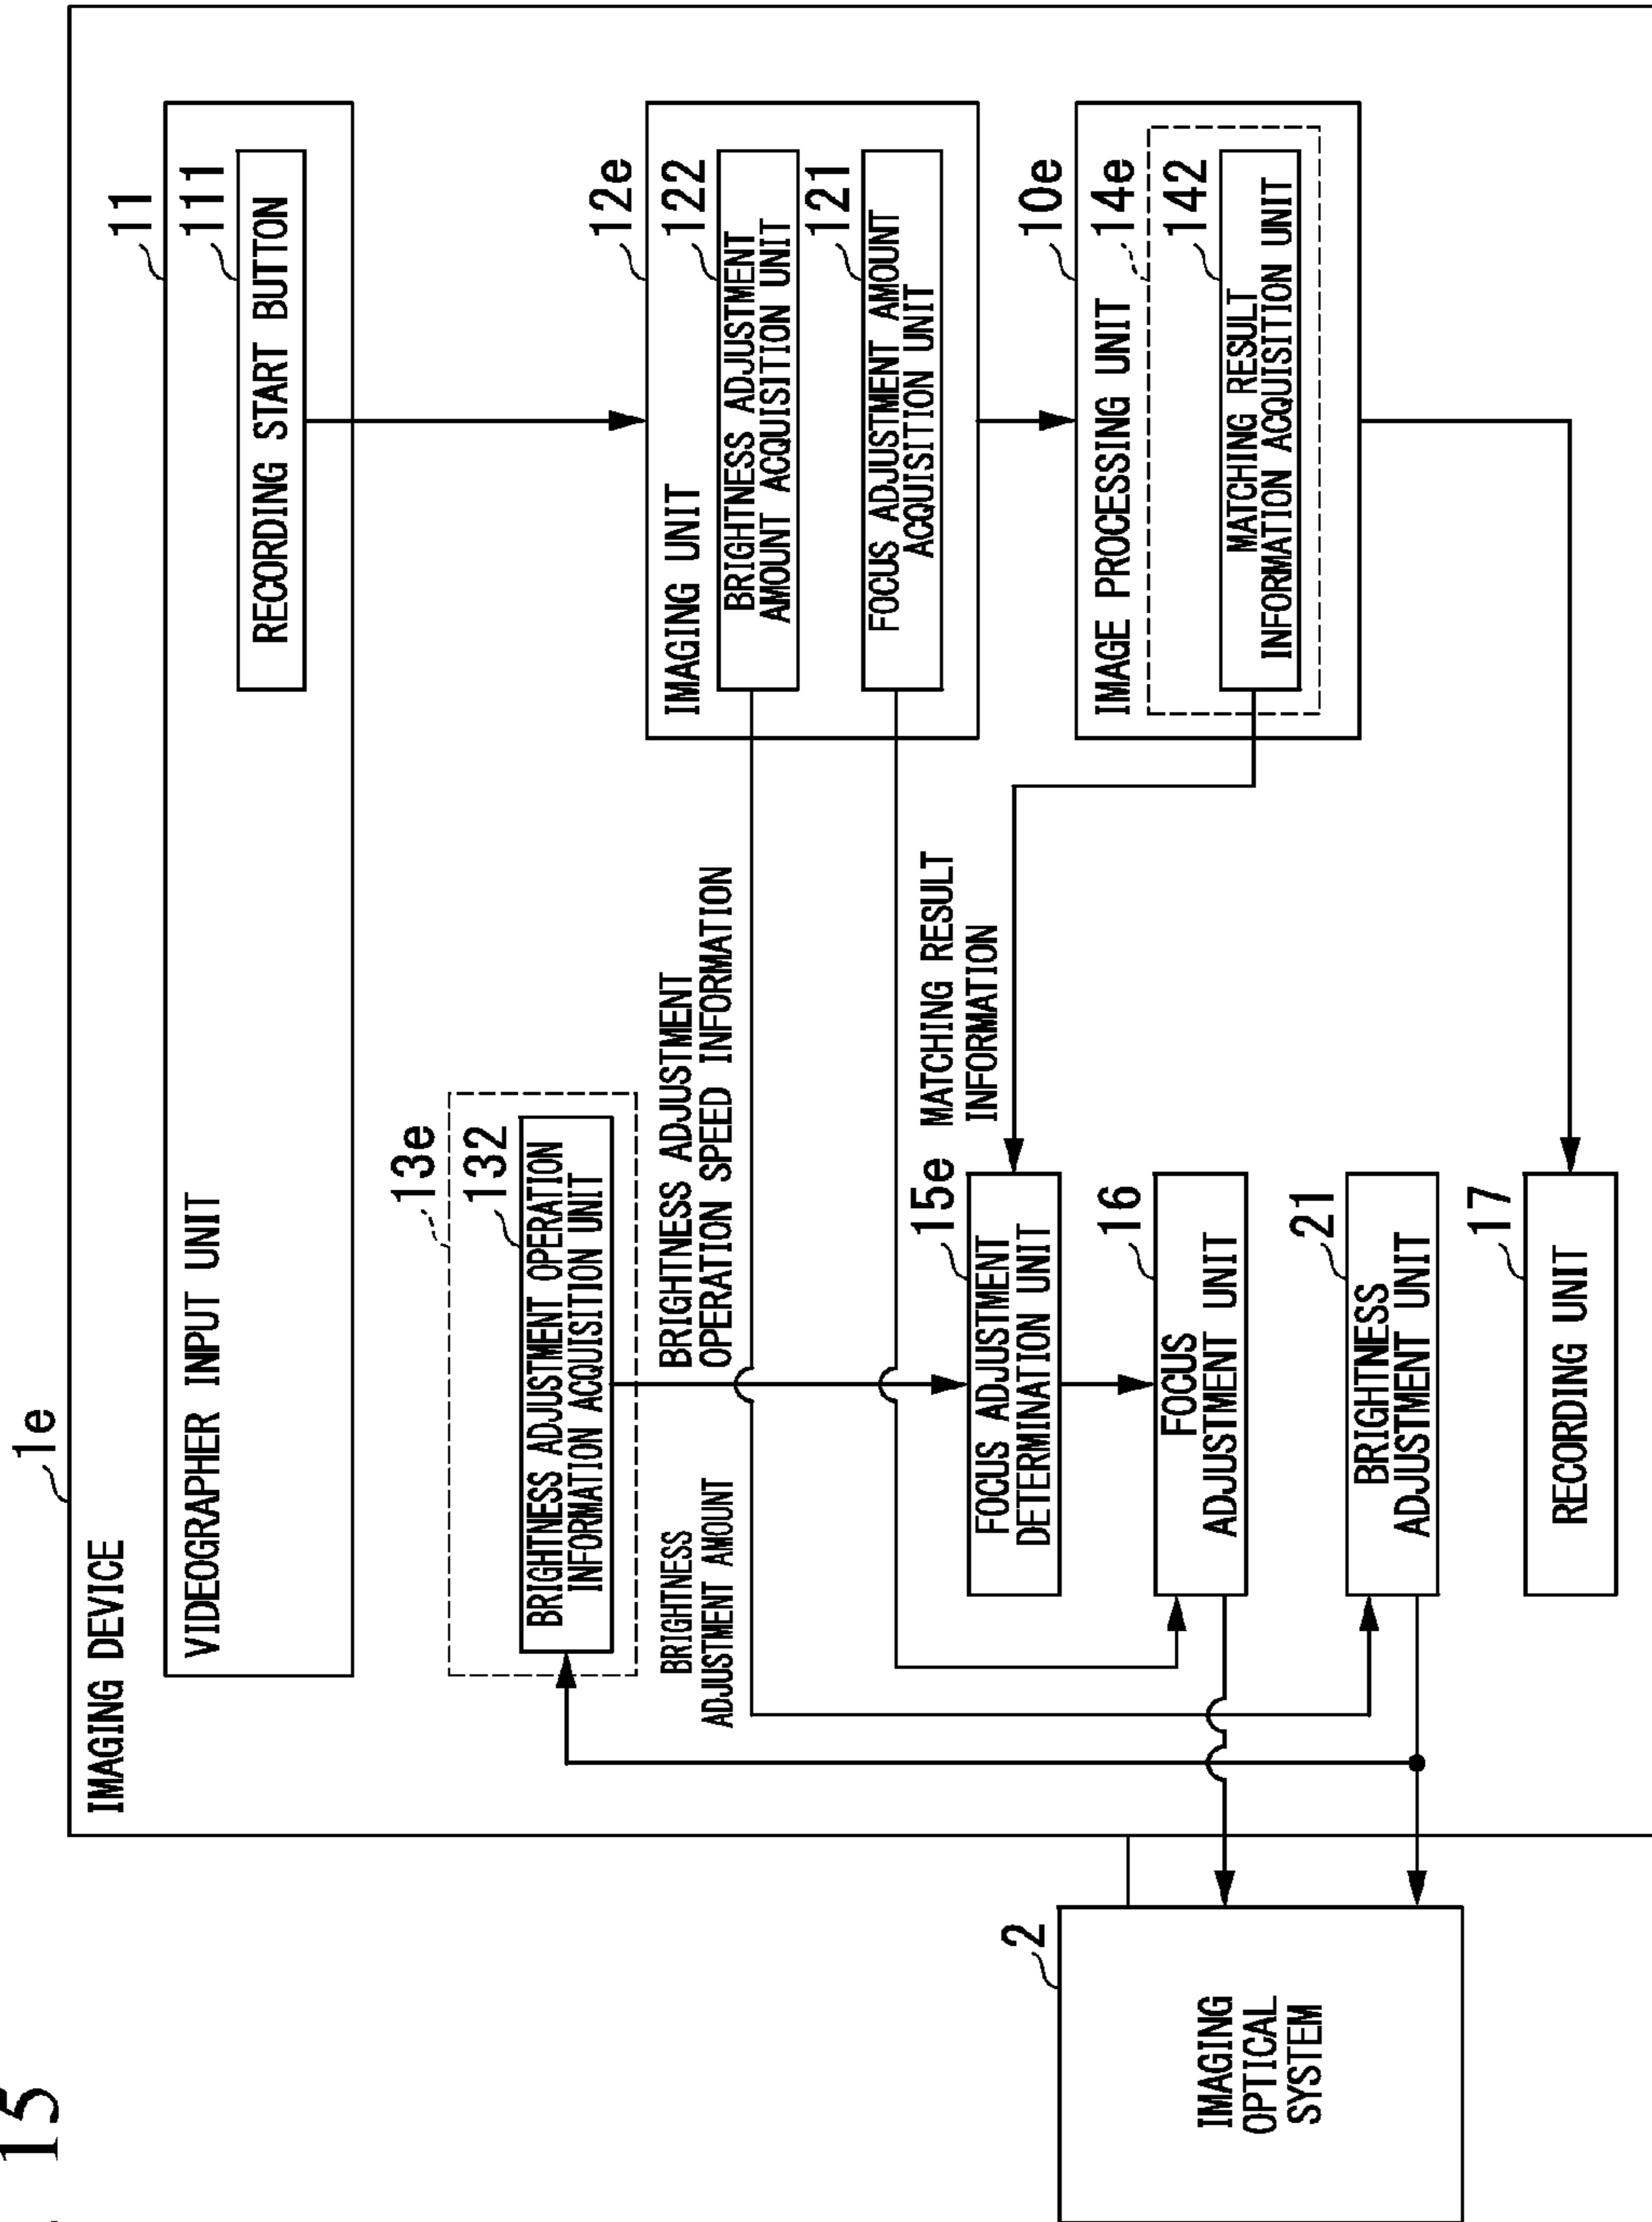 15
1e
IMAGING DEVICE
11
VIDEOGRAPHER INPUT UNIT
111
RECORDING START BUTTON
13e
132
BRIGHTNESS ADJUSTMENT OPERATION
INFORMATION ACQUISITION UNIT
BRIGHTNESS
ADJUSTMENT AMOUNT
BRIGHTNESS ADJUSTMENT
OPERATION SPEED INFORMATION
12e
IMAGING UNIT
122
BRIGHTNESS ADJUSTMENT
AMOUNT ACQUISITION UNIT
121
FOCUS ADJUSTMENT AMOUNT
ACQUISITION UNIT
MATCHING RESULT
INFORMATION
15e
FOCUS ADJUSTMENT
DETERMINATION UNIT
10e
IMAGE PROCESSING UNIT
14e
142
MATCHING RESULT
INFORMATION ACQUISITION UNIT
2
IMAGING
OPTICAL
SYSTEM
16
FOCUS
ADJUSTMENT UNIT
21
BRIGHTNESS
ADJUSTMENT UNIT
17
RECORDING UNIT